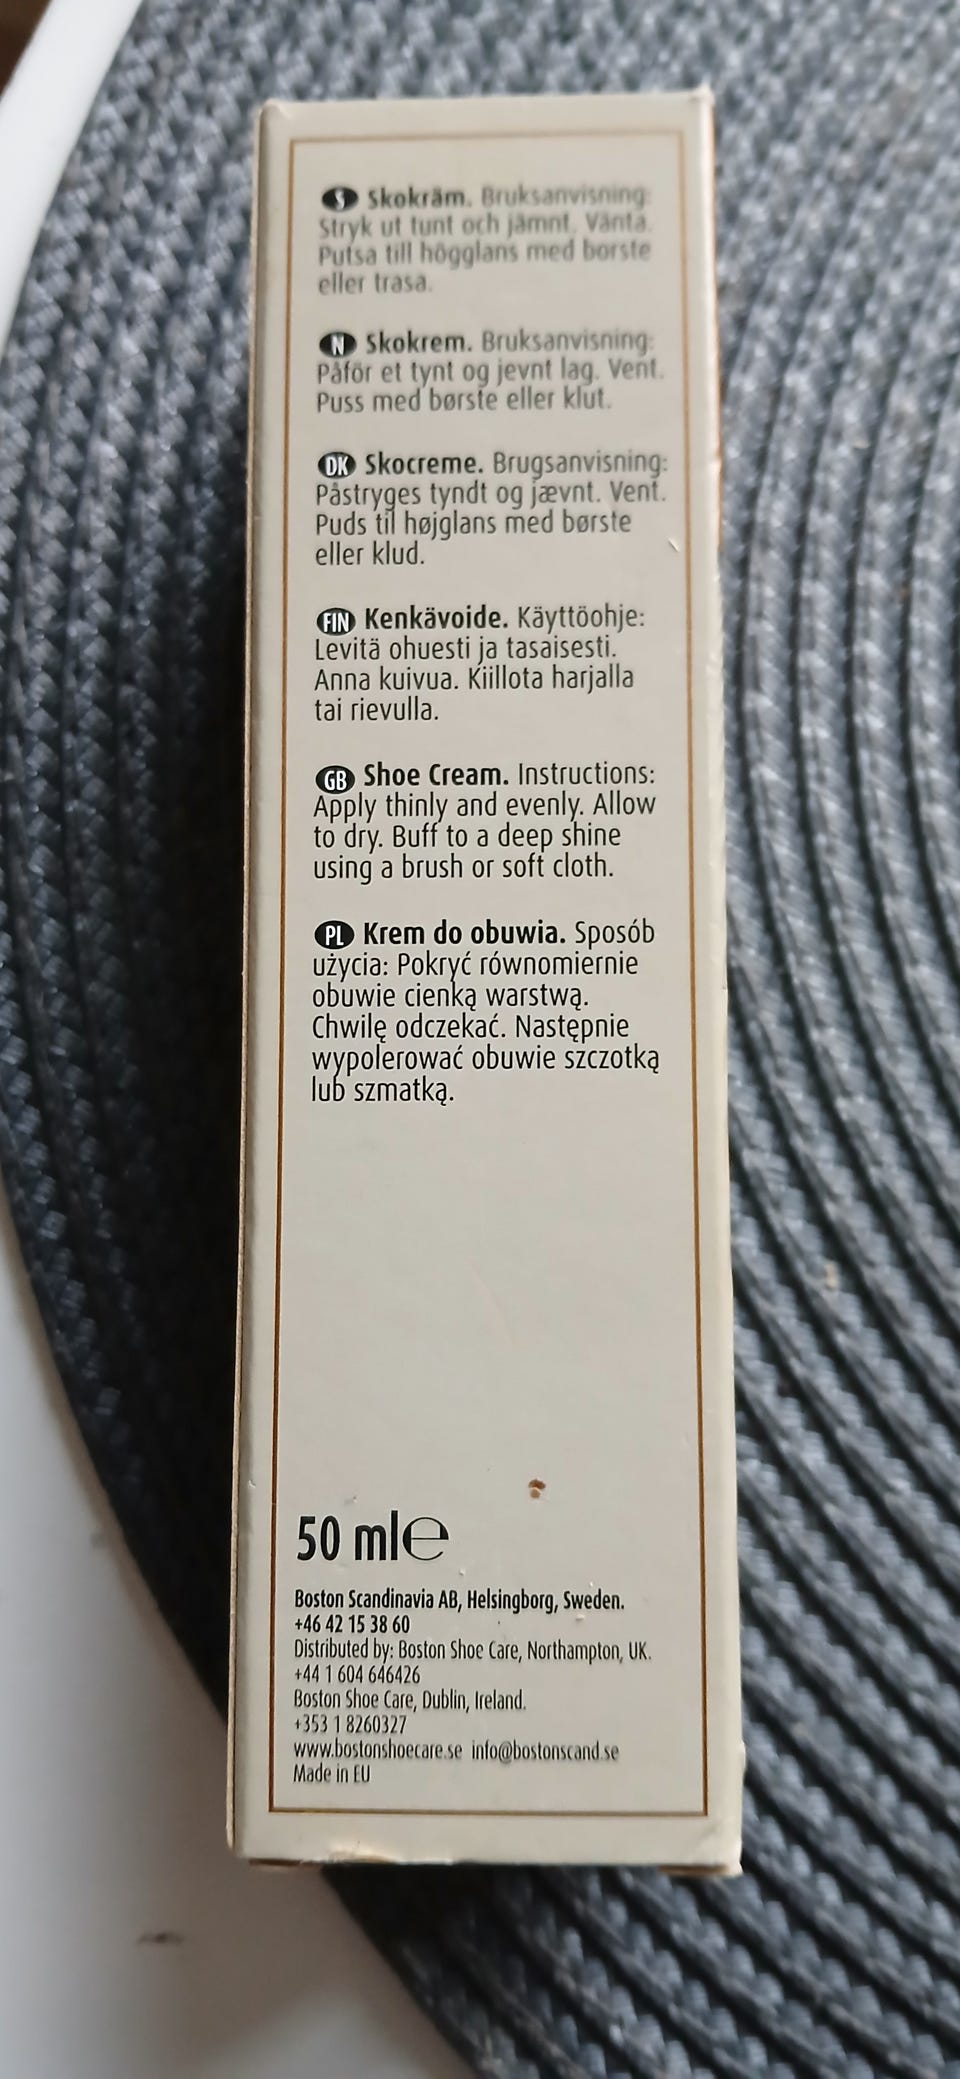 S Skokräm. Bruksanvisning:
Stryk ut tunt och jämnt. Vänta.
Putsa till högglans med borste
eller trasa.
N Skokrem. Bruksanvisning:
Påför et tynt og jevnt lag. Vent.
Puss med børste eller klut.
DK Skocreme. Brugsanvisning:
Påstryges tyndt og jævnt. Vent.
Puds til højglans med børste
eller klud.
FIN Kenkävoide. Käyttöohje:
Levitä ohuesti ja tasaisesti.
Anna kuivua. Kiillota harjalla
tai rievulla.
GB Shoe Cream. Instructions:
Apply thinly and evenly. Allow
to dry. Buff to a deep shine
using a brush or soft cloth.
PL Krem do obuwia. Sposób
użycia: Pokryć równomiernie
obuwie cienką warstwą.
Chwilę odczekać. Następnie
wypolerować obuwie szczotką
lub szmatką.
50 ml℮
Boston Scandinavia AB, Helsingborg, Sweden.
+46 42 15 38 60
Distributed by: Boston Shoe Care, Northampton, UK.
+44 1 604 646426
Boston Shoe Care, Dublin, Ireland.
+353 1 8260327
www.bostonshoecare.se info@bostonscand.se
Made in EU